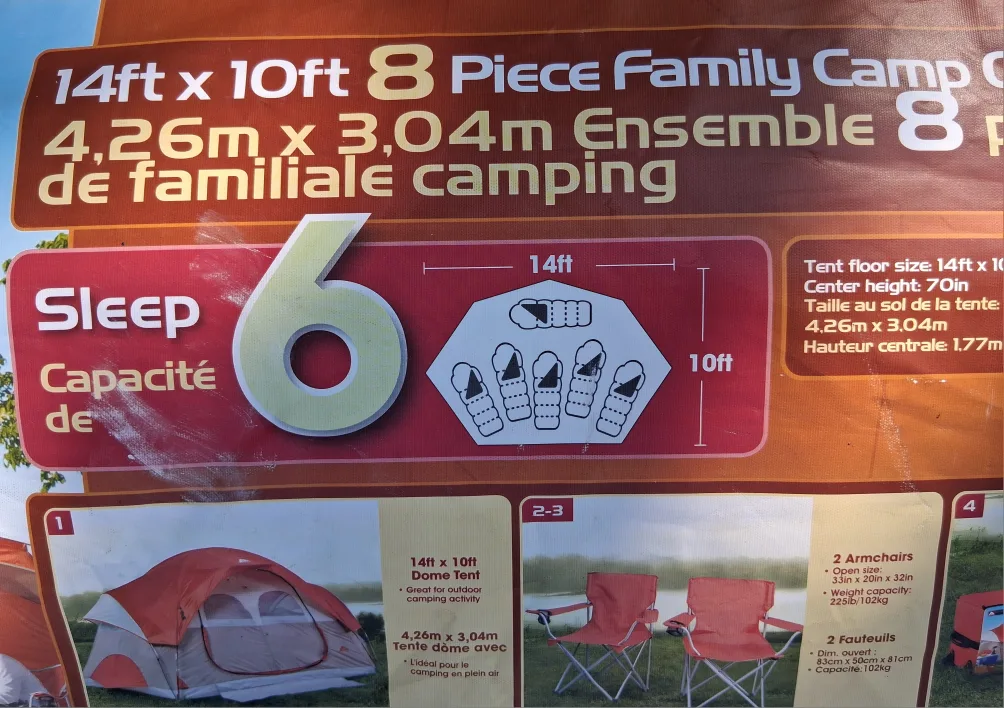 14ft x 10ft 8 Piece Family Camp
4,26m x 3,04m Ensemble 8
de familiale camping
Sleep 6
Capacité
de
14ft
10ft
Tent floor size: 14ft x 10
Center height: 70in
Taille au sol de la tente:
4,26m x 3,04m
Hauteur centrale: 1,77m
1
14ft x 10ft
Dome Tent
• Great for outdoor
camping activity
4,26m x 3,04m
Tente dôme avec
• L'idéal pour le
camping en plein air
2-3
2 Armchairs
• Open size:
33in x 20in x 32in
• Weight capacity:
225lb/102kg
2 Fauteuils
• Dim. ouvert :
83cm x 50cm x 81cm
• Capacité: 102kg
4